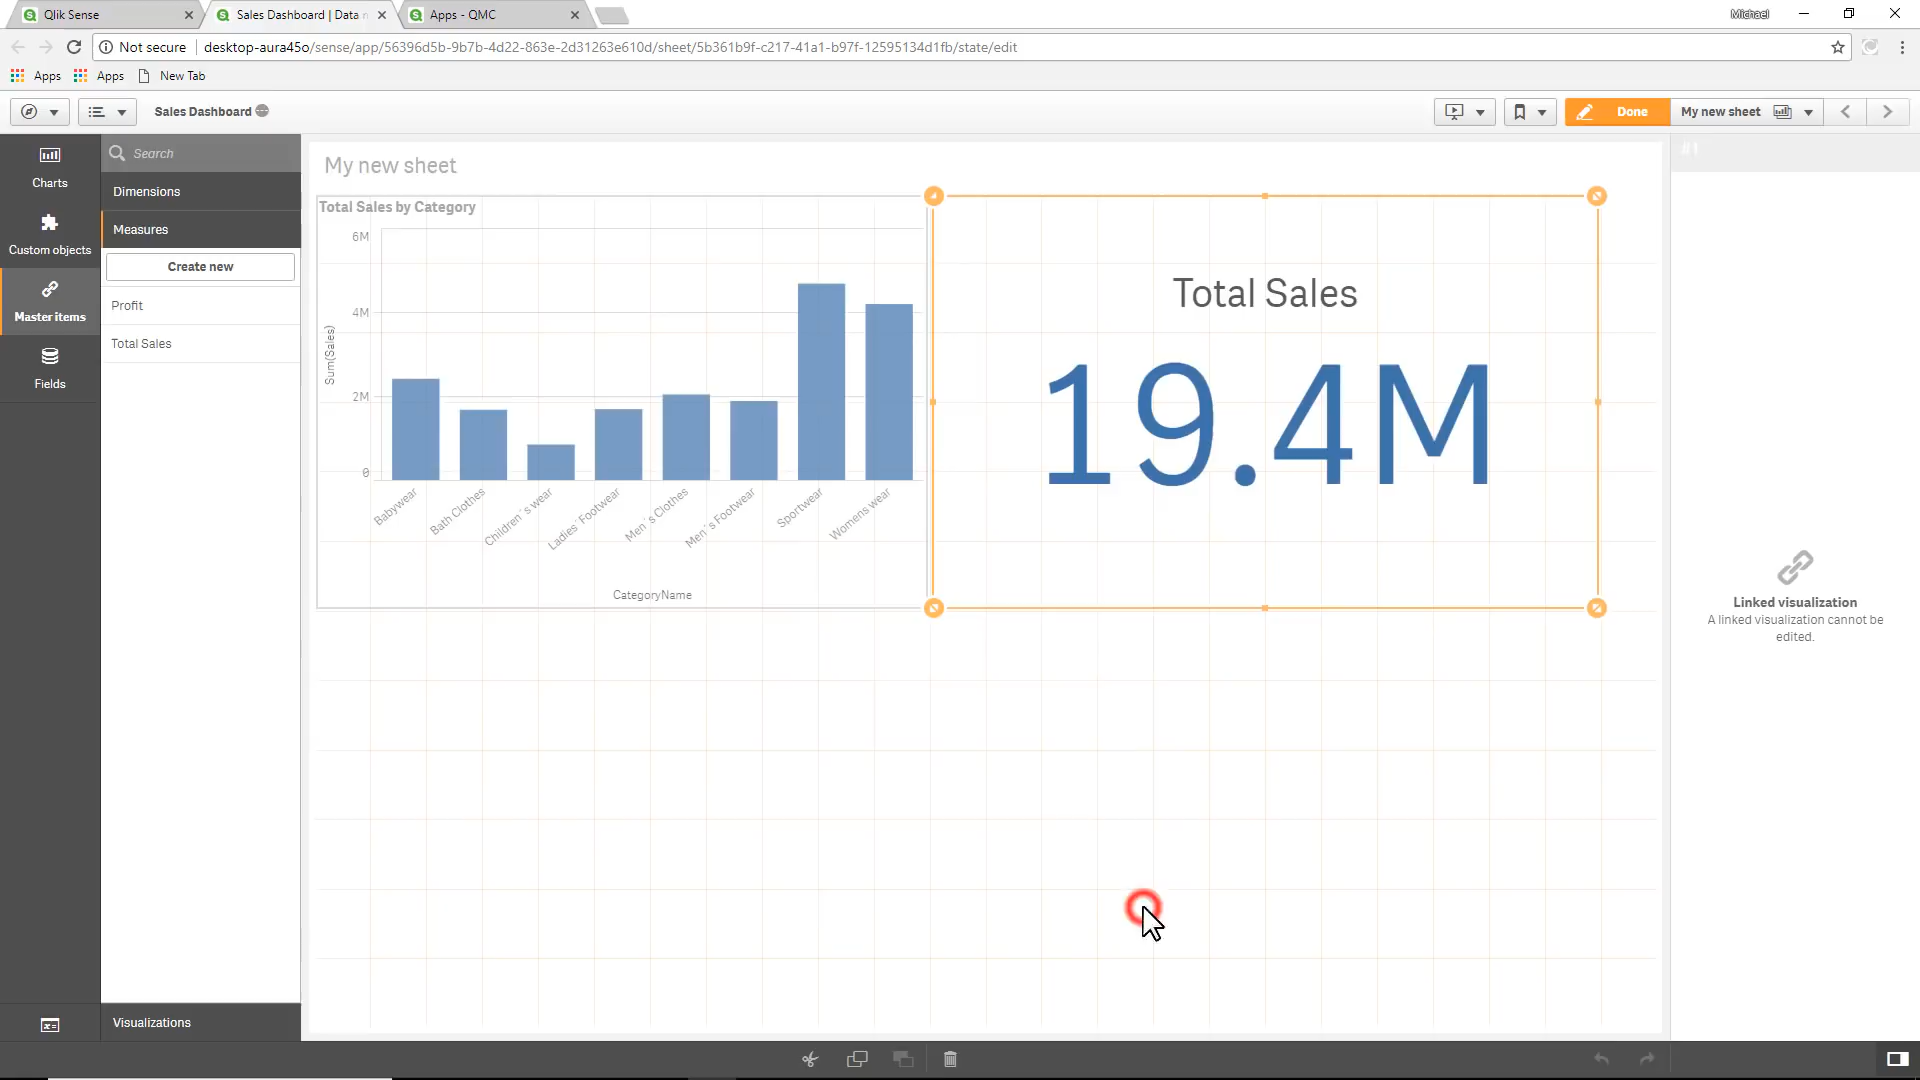 Qlik Sense
Sales Dashboard | Data
Apps - QMC
Michael
Not secure
desktop-aura45o/sense/app/56396d5b-9b7b-4d22-863e-2d31263e610d/sheet/5b361b9f-c217-41a1-b97f-12595134d1fb/state/edit
Apps
Apps
New Tab
Sales Dashboard
Done
My new sheet
Charts
Custom objects
Master items
Fields
Search
Dimensions
Measures
Create new
Profit
Total Sales
Visualizations
My new sheet
Total Sales by Category
6M
4M
2M
0
Sum(Sales)
Babywear
Bath Clothes
Children´s wear
Ladies´Footwear
Men´s Clothes
Men´s Footwear
Sportwear
Womens wear
CategoryName
Total Sales
19.4M
Linked visualization
A linked visualization cannot be
edited.